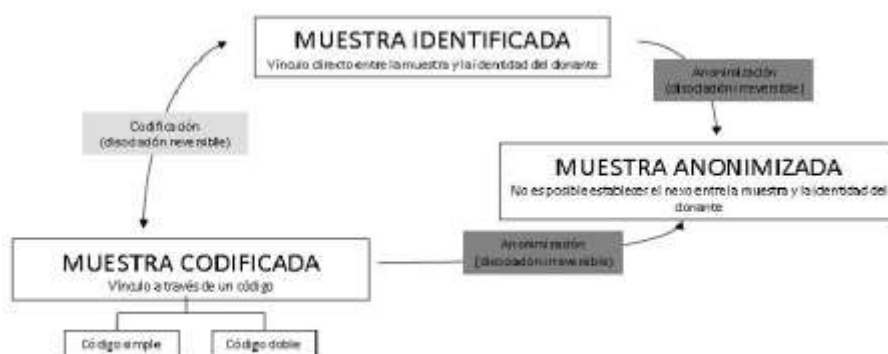 MUESTRA IDENTIFICADA
Vínculo directo entre la muestra y la identidad del donante
Anonimización
(disociación irreversible)
Codificación
(disociación reversible)
MUESTRA ANONIMIZADA
No es posible establecer el nexo entre la muestra y la identidad del
donante
Anonimización
(disociación irreversible)
MUESTRA CODIFICADA
Vínculo a través de un código
Código simple
Código doble